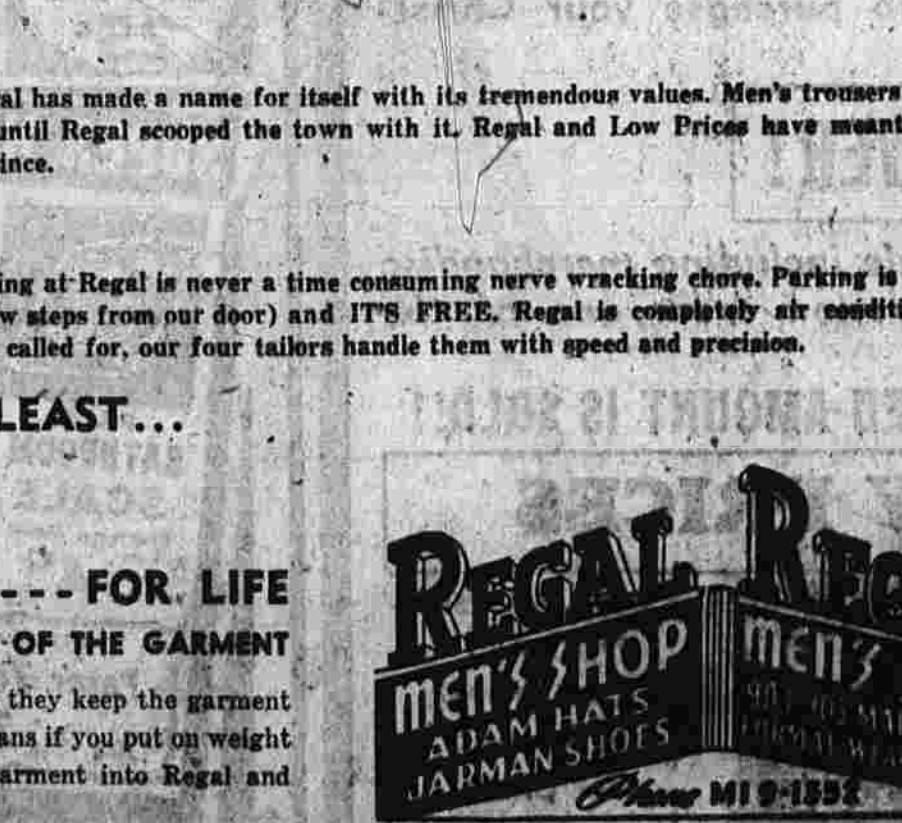 al has made a name for itself with its tremendous values. Men's trousers
until Regal scooped the town with it. Regal and Low Prices have meant
ince.
ing at Regal is never a time consuming nerve wracking chore. Parking is
w steps from our door) and IT'S FREE. Regal is completely air conditi
called for, our four tailors handle them with speed and precision.
LEAST...
--- FOR LIFE
OF THE GARMENT
they keep the garment
ans if you put on weight
arment into Regal and
REGAL REG
MEN'S SHOP MEN'S
ADAM HATS
JARMAN SHOES
Phone MI 9-1592